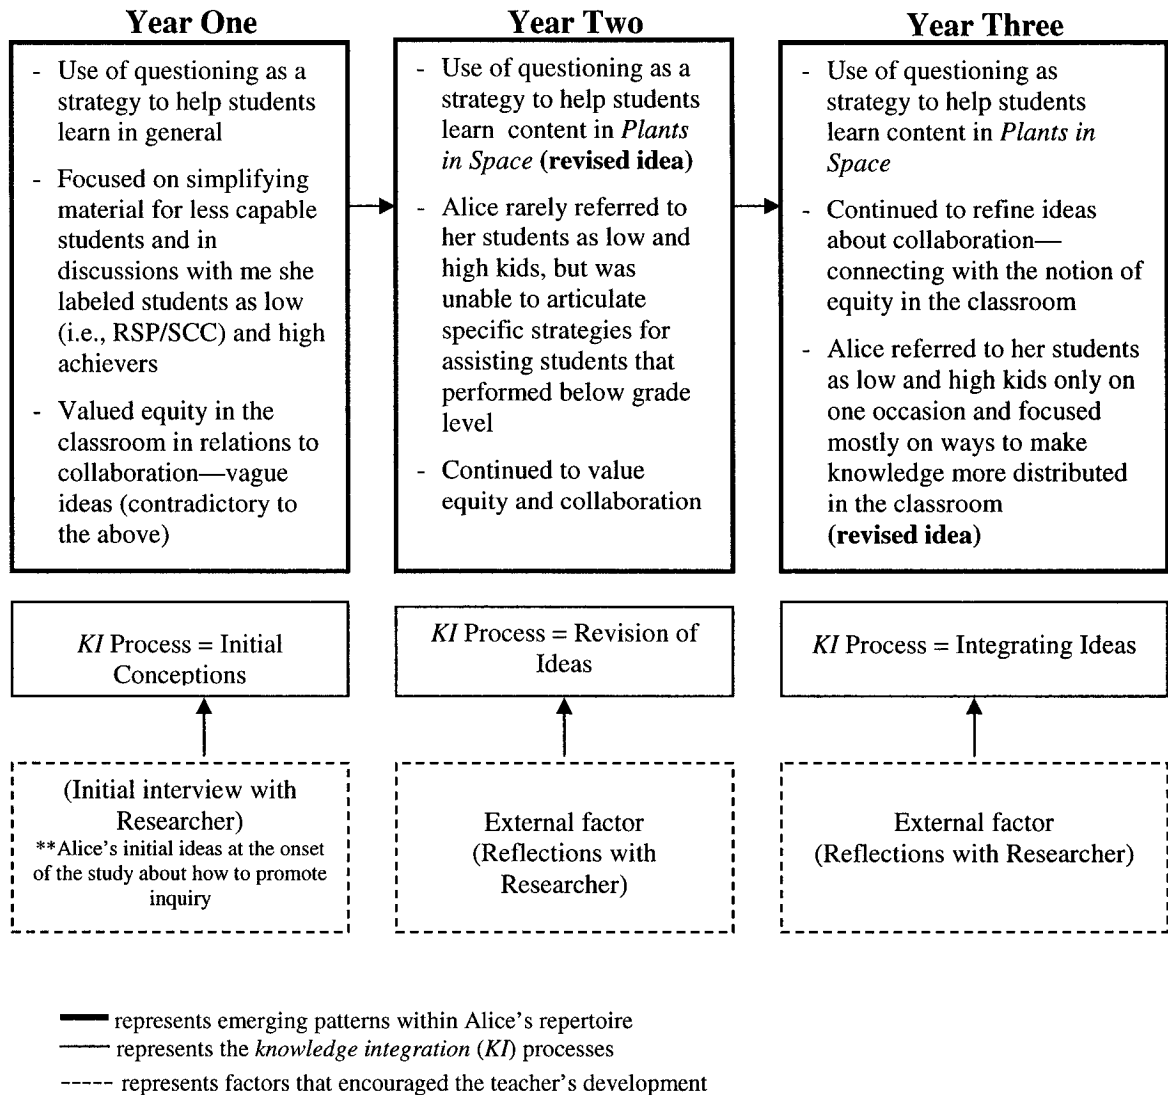 Year One
- Use of questioning as a
strategy to help students
learn in general
- Focused on simplifying
material for less capable
students and in
discussions with me she
labeled students as low
(i.e., RSP/SCC) and high
achievers
- Valued equity in the
classroom in relations to
collaboration—vague
ideas (contradictory to
the above)
Year Two
- Use of questioning as a
strategy to help students
learn content in Plants
in Space (revised idea)
- Alice rarely referred to
her students as low and
high kids, but was
unable to articulate
specific strategies for
assisting students that
performed below grade
level
- Continued to value
equity and collaboration
Year Three
- Use of questioning as
strategy to help students
learn content in Plants in
Space
- Continued to refine ideas
about collaboration—
connecting with the notion of
equity in the classroom
- Alice referred to her students
as low and high kids only on
one occasion and focused
mostly on ways to make
knowledge more distributed
in the classroom
(revised idea)
KI Process = Initial
Conceptions
KI Process = Revision of
Ideas
KI Process = Integrating Ideas
(Initial interview with
Researcher)
**Alice's initial ideas at the onset
of the study about how to promote
inquiry
External factor
(Reflections with
Researcher)
External factor
(Reflections with Researcher)
represents emerging patterns within Alice's repertoire
represents the knowledge integration (KI) processes
represents factors that encouraged the teacher's development